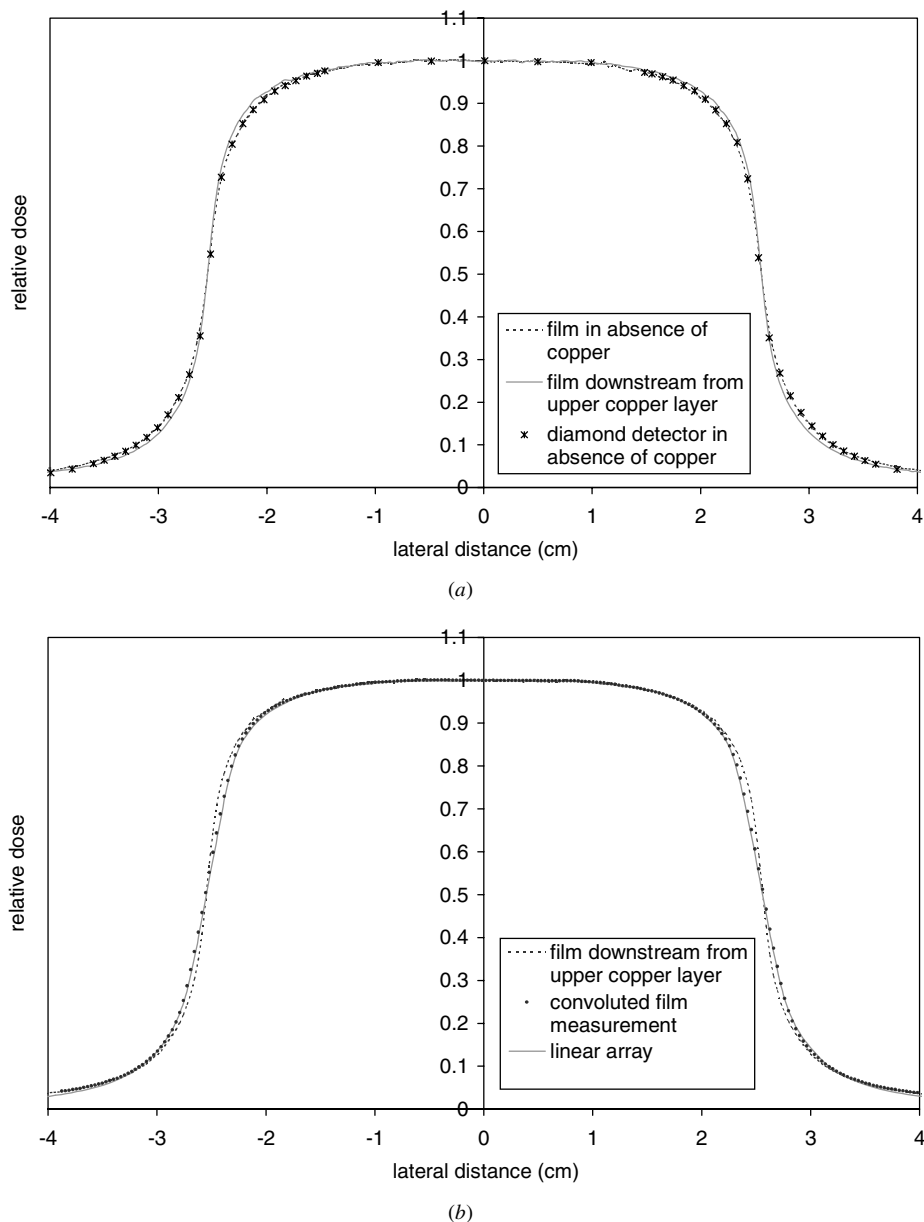 1.1
1
0.9
0.8
0.7
0.6
0.5
0.4
0.3
0.2
0.1
0
-4 -3 -2 -1 0 1 2 3 4
relative dose
lateral distance (cm)
film in absence of
copper
film downstream from
upper copper layer
diamond detector in
absence of copper
(a)
1.1
1
0.9
0.8
0.7
0.6
0.5
0.4
0.3
0.2
0.1
0
-4 -3 -2 -1 0 1 2 3 4
relative dose
lateral distance (cm)
film downstream from
upper copper layer
convoluted film
measurement
linear array
(b)